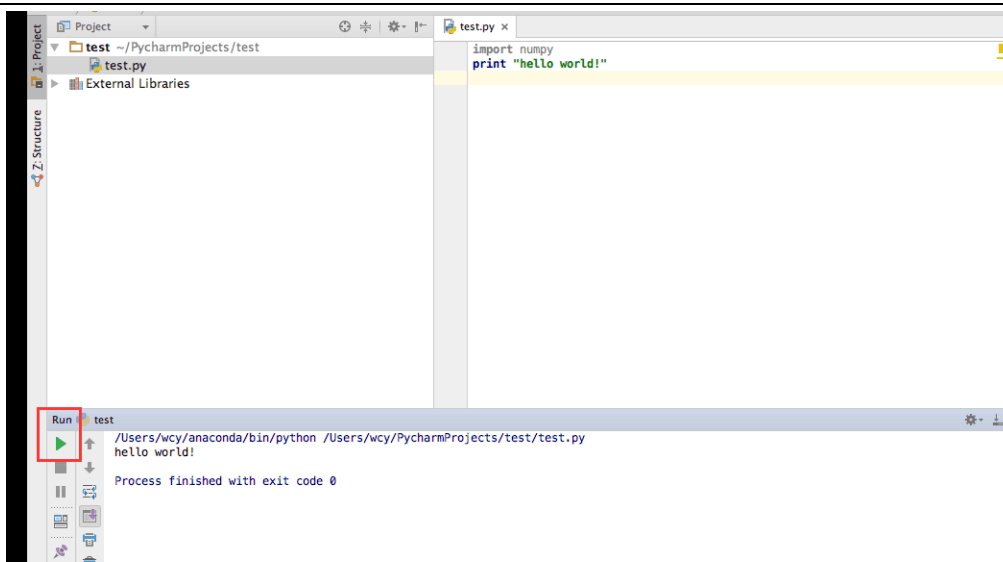 Project
test.py ×
1: Project
test ~/PycharmProjects/test
test.py
External Libraries
Z: Structure
import numpy
print "hello world!"
Run test
/Users/wcy/anaconda/bin/python /Users/wcy/PycharmProjects/test/test.py
hello world!
Process finished with exit code 0